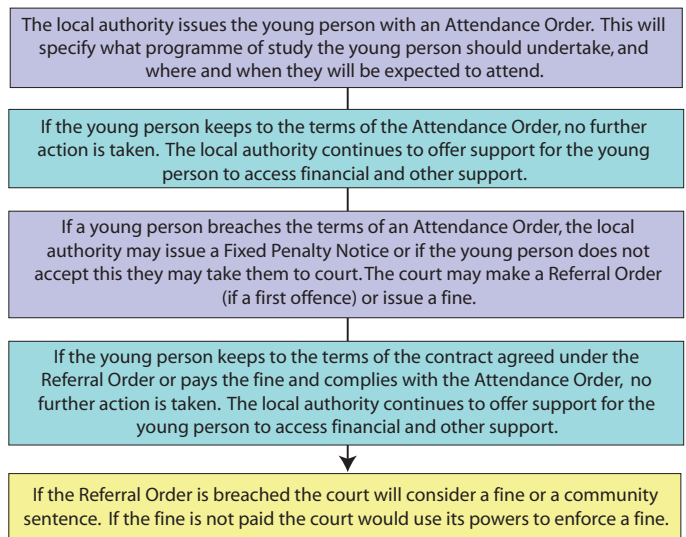 The local authority issues the young person with an Attendance Order. This will
specify what programme of study the young person should undertake, and
where and when they will be expected to attend.
If the young person keeps to the terms of the Attendance Order, no further
action is taken. The local authority continues to offer support for the young
person to access financial and other support.
If a young person breaches the terms of an Attendance Order, the local
authority may issue a Fixed Penalty Notice or if the young person does not
accept this they may take them to court. The court may make a Referral Order
(if a first offence) or issue a fine.
If the young person keeps to the terms of the contract agreed under the
Referral Order or pays the fine and complies with the Attendance Order, no
further action is taken. The local authority continues to offer support for the
young person to access financial and other support.
If the Referral Order is breached the court will consider a fine or a community
sentence. If the fine is not paid the court would use its powers to enforce a fine.